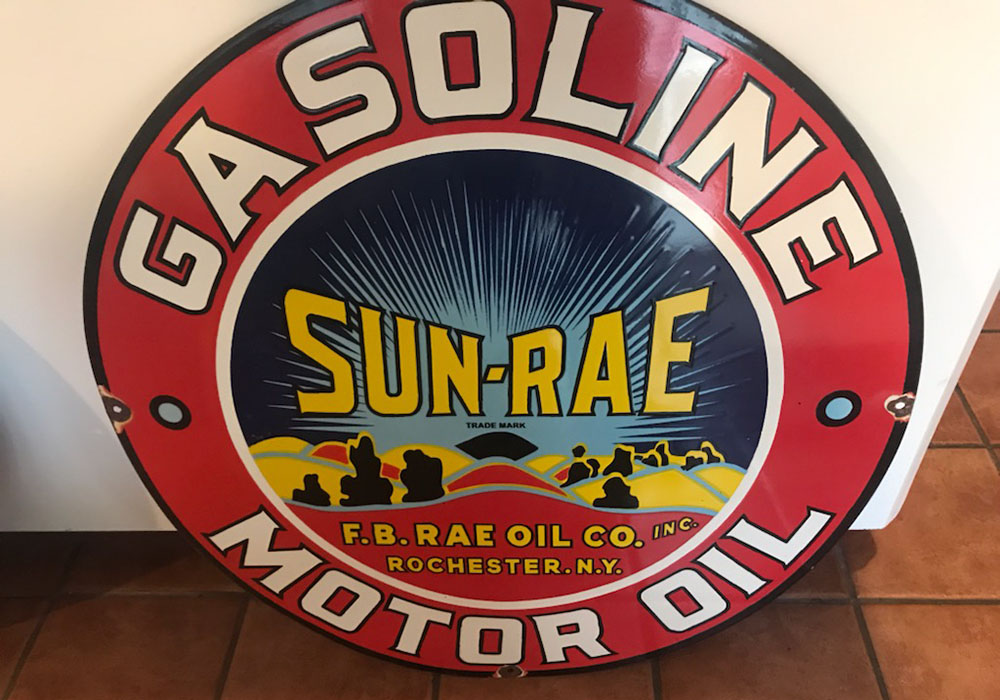 GASOLINE
SUN-RAE
TRADE MARK
F.B. RAE OIL CO. INC.
ROCHESTER. N.Y.
MOTOR OIL